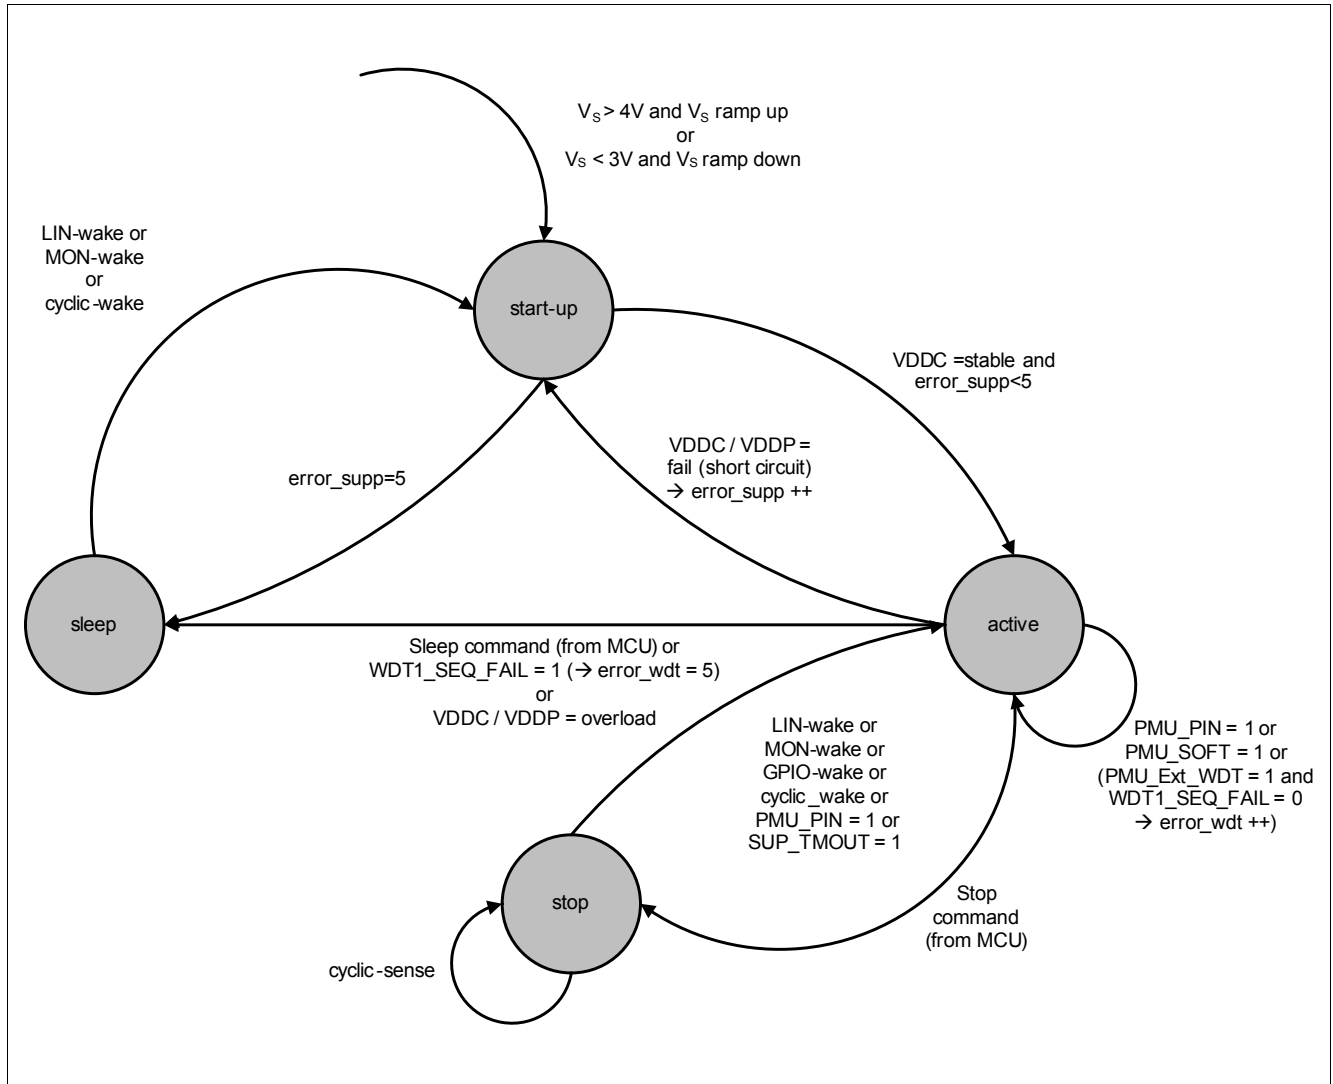 V_S > 4V and V_S ramp up
or
V_S < 3V and V_S ramp down
LIN-wake or
MON-wake
or
cyclic-wake
start-up
VDDC =stable and
error_supp<5
VDDC / VDDP =
fail (short circuit)
→ error_supp ++
error_supp=5
sleep
active
Sleep command (from MCU) or
WDT1_SEQ_FAIL = 1 (→ error_wdt = 5)
or
VDDC / VDDP = overload
LIN-wake or
MON-wake or
GPIO-wake or
cyclic_wake or
PMU_PIN = 1 or
SUP_TMOUT = 1
PMU_PIN = 1 or
PMU_SOFT = 1 or
(PMU_Ext_WDT = 1 and
WDT1_SEQ_FAIL = 0
→ error_wdt ++)
stop
Stop
command
(from MCU)
cyclic-sense